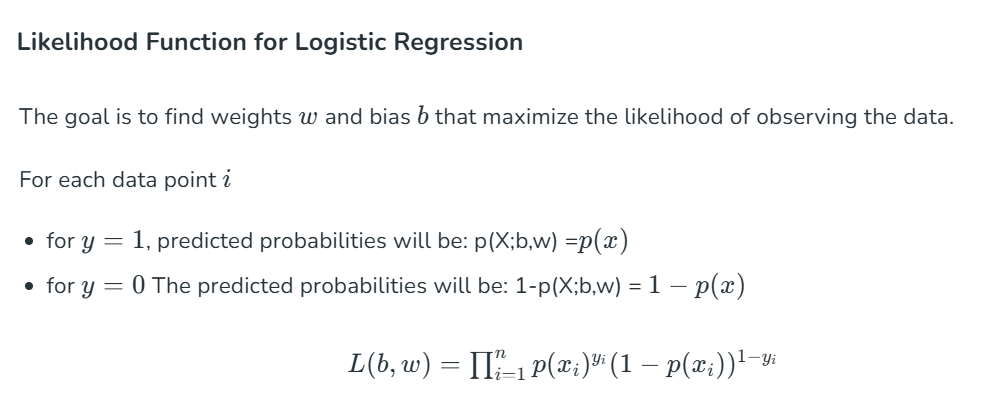 Likelihood Function for Logistic Regression
The goal is to find weights w and bias b that maximize the likelihood of observing the data.
For each data point i
• for y = 1, predicted probabilities will be: p(X;b,w) =p(x)
• for y = 0 The predicted probabilities will be: 1-p(X;b,w) = 1 − p(x)
L(b, w) = ∏_{i=1}^{n} p(x_i)^{y_i} (1 − p(x_i))^{1−y_i}